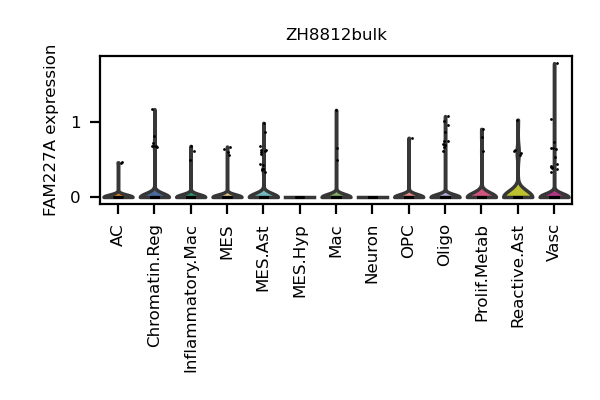 ZH8812bulk
FAM227A expression
1
0
AC
Chromatin.Reg
Inflammatory.Mac
MES
MES.Ast
MES.Hyp
Mac
Neuron
OPC
Oligo
Prolif.Metab
Reactive.Ast
Vasc